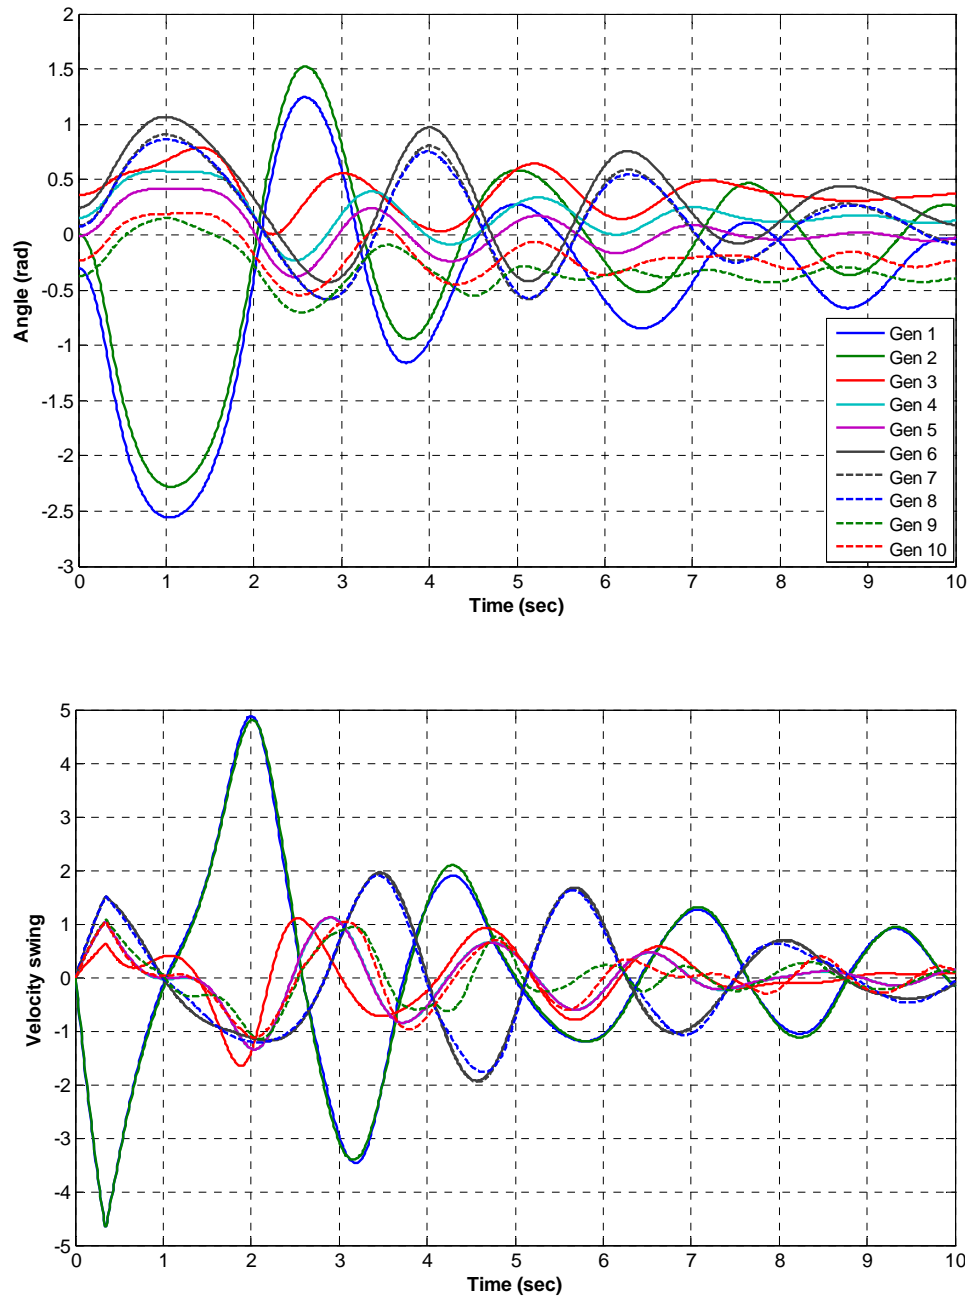 2
1.5
1
0.5
0
-0.5
-1
-1.5
-2
-2.5
-3
Angle (rad)
0 1 2 3 4 5 6 7 8 9 10
Time (sec)
Gen 1
Gen 2
Gen 3
Gen 4
Gen 5
Gen 6
Gen 7
Gen 8
Gen 9
Gen 10
5
4
3
2
1
0
-1
-2
-3
-4
-5
Velocity swing
0 1 2 3 4 5 6 7 8 9 10
Time (sec)